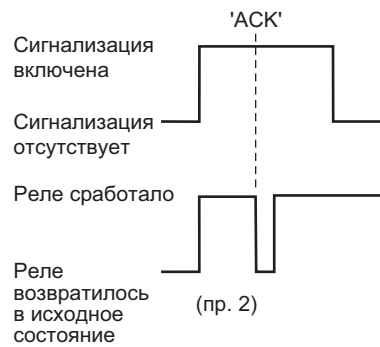 'ACK'
Сигнализация
включена
Сигнализация
отсутствует
Реле сработало
Реле
возвратилось
в исходное
состояние
(пр. 2)